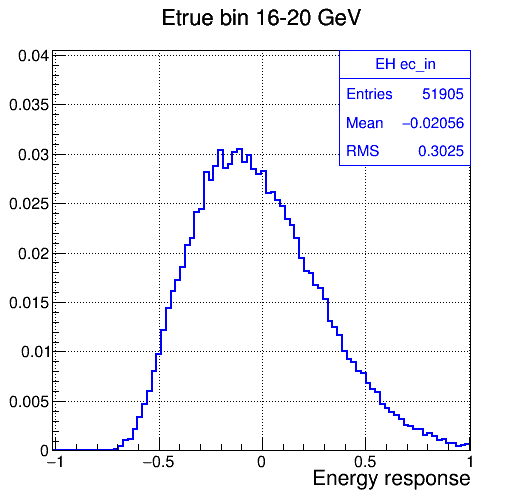 Etrue bin 16-20 GeV
EH ec_in
Entries 51905
Mean −0.02056
RMS 0.3025
0.04
0.035
0.03
0.025
0.02
0.015
0.01
0.005
0
−1 −0.5 0 0.5 1
Energy response